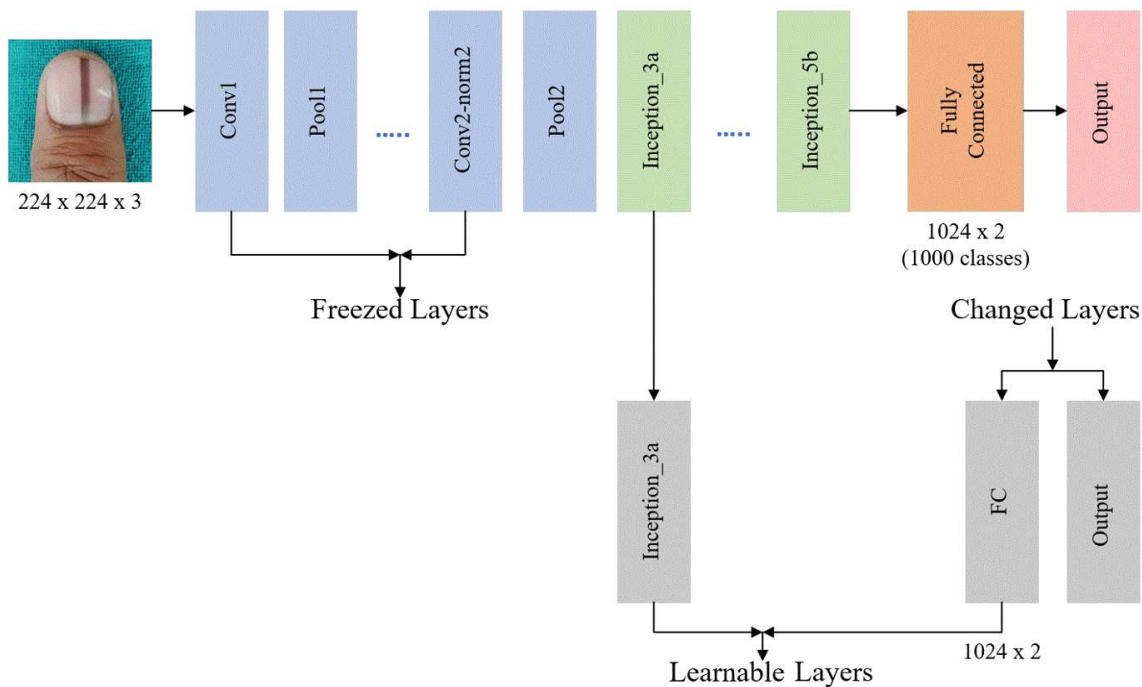 224 x 224 x 3
Conv1
Pool1
Conv2-norm2
Pool2
Inception_3a
Inception_5b
Fully
Connected
Output
1024 x 2
(1000 classes)
Freezed Layers
Changed Layers
Inception_3a
FC
Output
1024 x 2
Learnable Layers